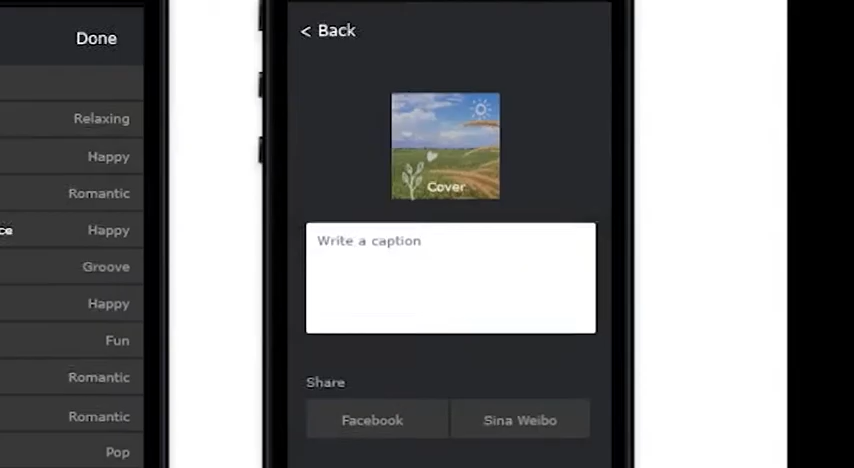 Done
Relaxing
Happy
Romantic
ce Happy
Groove
Happy
Fun
Romantic
Romantic
Pop
< Back
Cover
Write a caption
Share
Facebook Sina Weibo